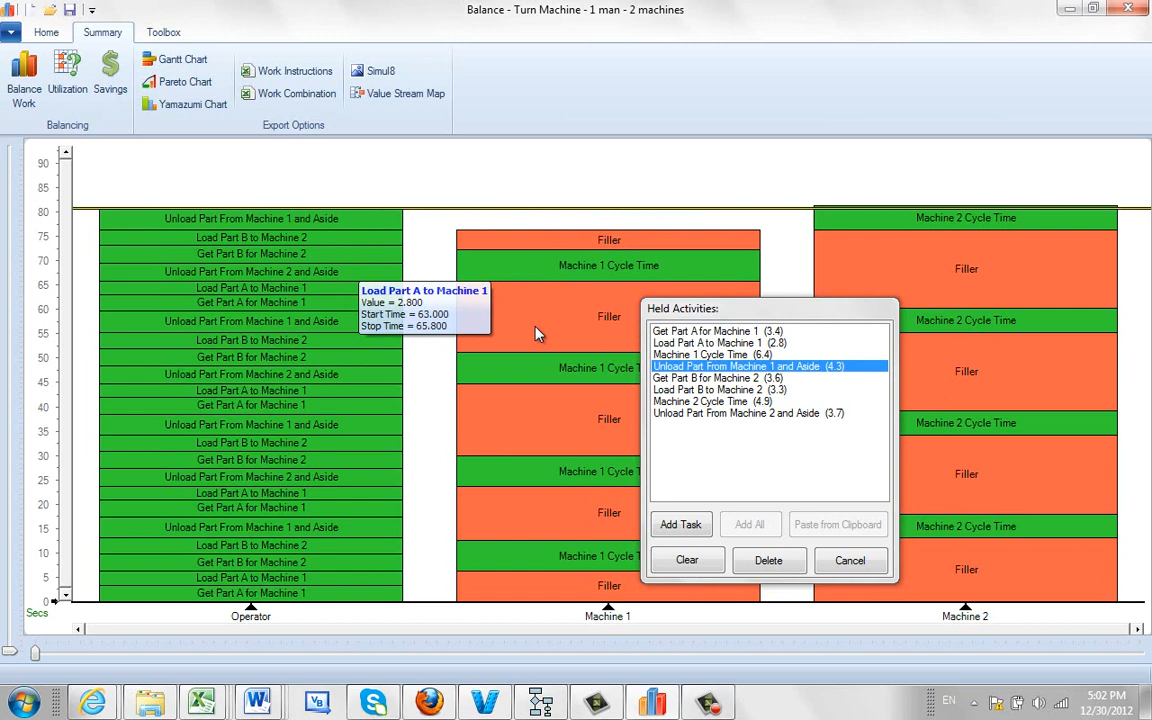 Balance - Turn Machine - 1 man - 2 machines
Home Summary Toolbox
Balance Work
Utilization
Savings
Gantt Chart
Pareto Chart
Yamazumi Chart
Work Instructions
Work Combination
Simul8
Value Stream Map
Balancing
Export Options
90
85
80
75
70
65
60
55
50
45
40
35
30
25
20
15
10
5
0
Secs
Unload Part From Machine 1 and Aside
Load Part B to Machine 2
Get Part B for Machine 2
Unload Part From Machine 2 and Aside
Load Part A to Machine 1
Get Part A for Machine 1
Unload Part From Machine 1 and Aside
Load Part B to Machine 2
Get Part B for Machine 2
Unload Part From Machine 2 and Aside
Load Part A to Machine 1
Get Part A for Machine 1
Unload Part From Machine 1 and Aside
Load Part B to Machine 2
Get Part B for Machine 2
Unload Part From Machine 2 and Aside
Load Part A to Machine 1
Get Part A for Machine 1
Unload Part From Machine 1 and Aside
Load Part B to Machine 2
Get Part B for Machine 2
Load Part A to Machine 1
Get Part A for Machine 1
Operator
Load Part A to Machine 1
Value = 2.800
Start Time = 63.000
Stop Time = 65.800
Filler
Machine 1 Cycle Time
Filler
Machine 1 Cycle T
Filler
Machine 1 Cycle T
Filler
Machine 1 Cycle T
Filler
Machine 1
Held Activities:
Get Part A for Machine 1 (3.4)
Load Part A to Machine 1 (2.8)
Machine 1 Cycle Time (6.4)
Unload Part From Machine 1 and Aside (4.3)
Get Part B for Machine 2 (3.6)
Load Part B to Machine 2 (3.3)
Machine 2 Cycle Time (4.9)
Unload Part From Machine 2 and Aside (3.7)
Add Task Add All Paste from Clipboard
Clear Delete Cancel
Machine 2 Cycle Time
Filler
Machine 2 Cycle Time
Filler
Machine 2 Cycle Time
Filler
Machine 2 Cycle Time
Filler
Machine 2
EN
5:02 PM
12/30/2012